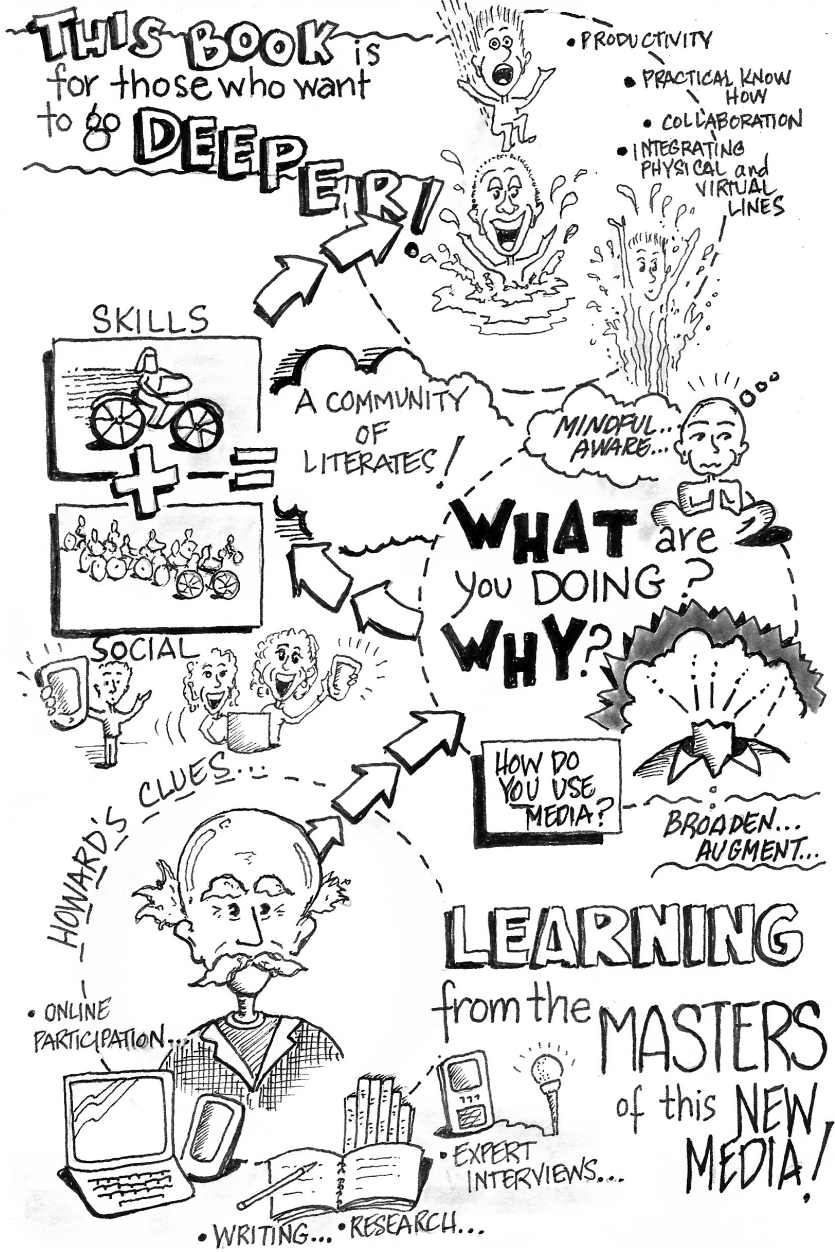 THIS BOOK is
for those who want
to go DEEPER!
• PRODUCTIVITY
• PRACTICAL KNOW
HOW
• COLLABORATION
• INTEGRATING
PHYSICAL and
VIRTUAL
LINES
SKILLS
+ =
A COMMUNITY
OF
LITERATES!
SOCIAL
MINDFUL...
AWARE...
WHAT are
you DOING?
WHY?
HOW DO
YOU USE
MEDIA?
BROADEN...
AUGMENT...
HOWARD'S CLUES...
• ONLINE
PARTICIPATION...
LEARNING
from the MASTERS
of this NEW
MEDIA!
• EXPERT
INTERVIEWS...
• WRITING... • RESEARCH...